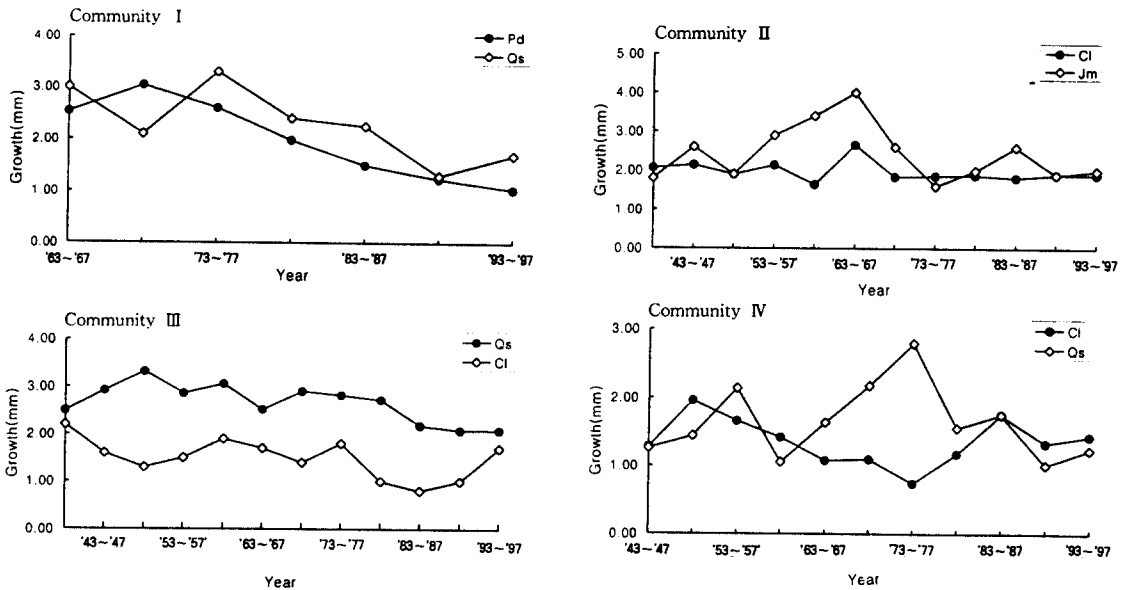 Community Ⅰ
4.00
3.00
2.00
1.00
0.00
Growth(mm)
Pd
Qs
'63~'67
'73~'77
'83~'87
'93~'97
Year
Community Ⅱ
5.00
4.00
3.00
2.00
1.00
0.00
Growth(mm)
Cl
Jm
'43~'47
'53~'57
'63~'67
'73~'77
'83~'87
'93~'97
Year
Community Ⅲ
4.00
3.00
2.00
1.00
0.00
Growth(mm)
Qs
Cl
'43~'47
'53~'57
'63~'67
'73~'77
'83~'87
'93~'97
Year
Community Ⅳ
3.00
2.00
1.00
0.00
Growth(mm)
Cl
Qs
'43~'47
'53~'57
'63~'67
'73~'77
'83~'87
'93~'97
Year